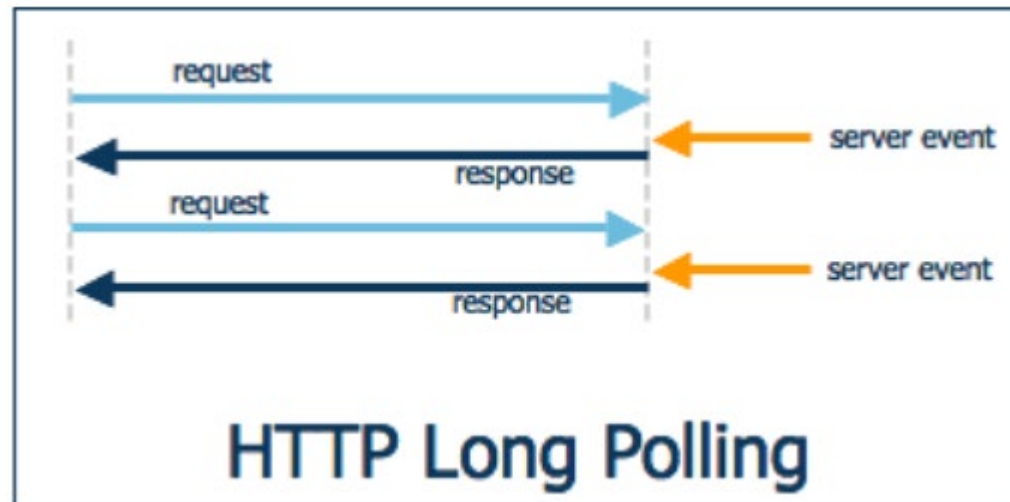 request
server event
response
request
server event
response
HTTP Long Polling